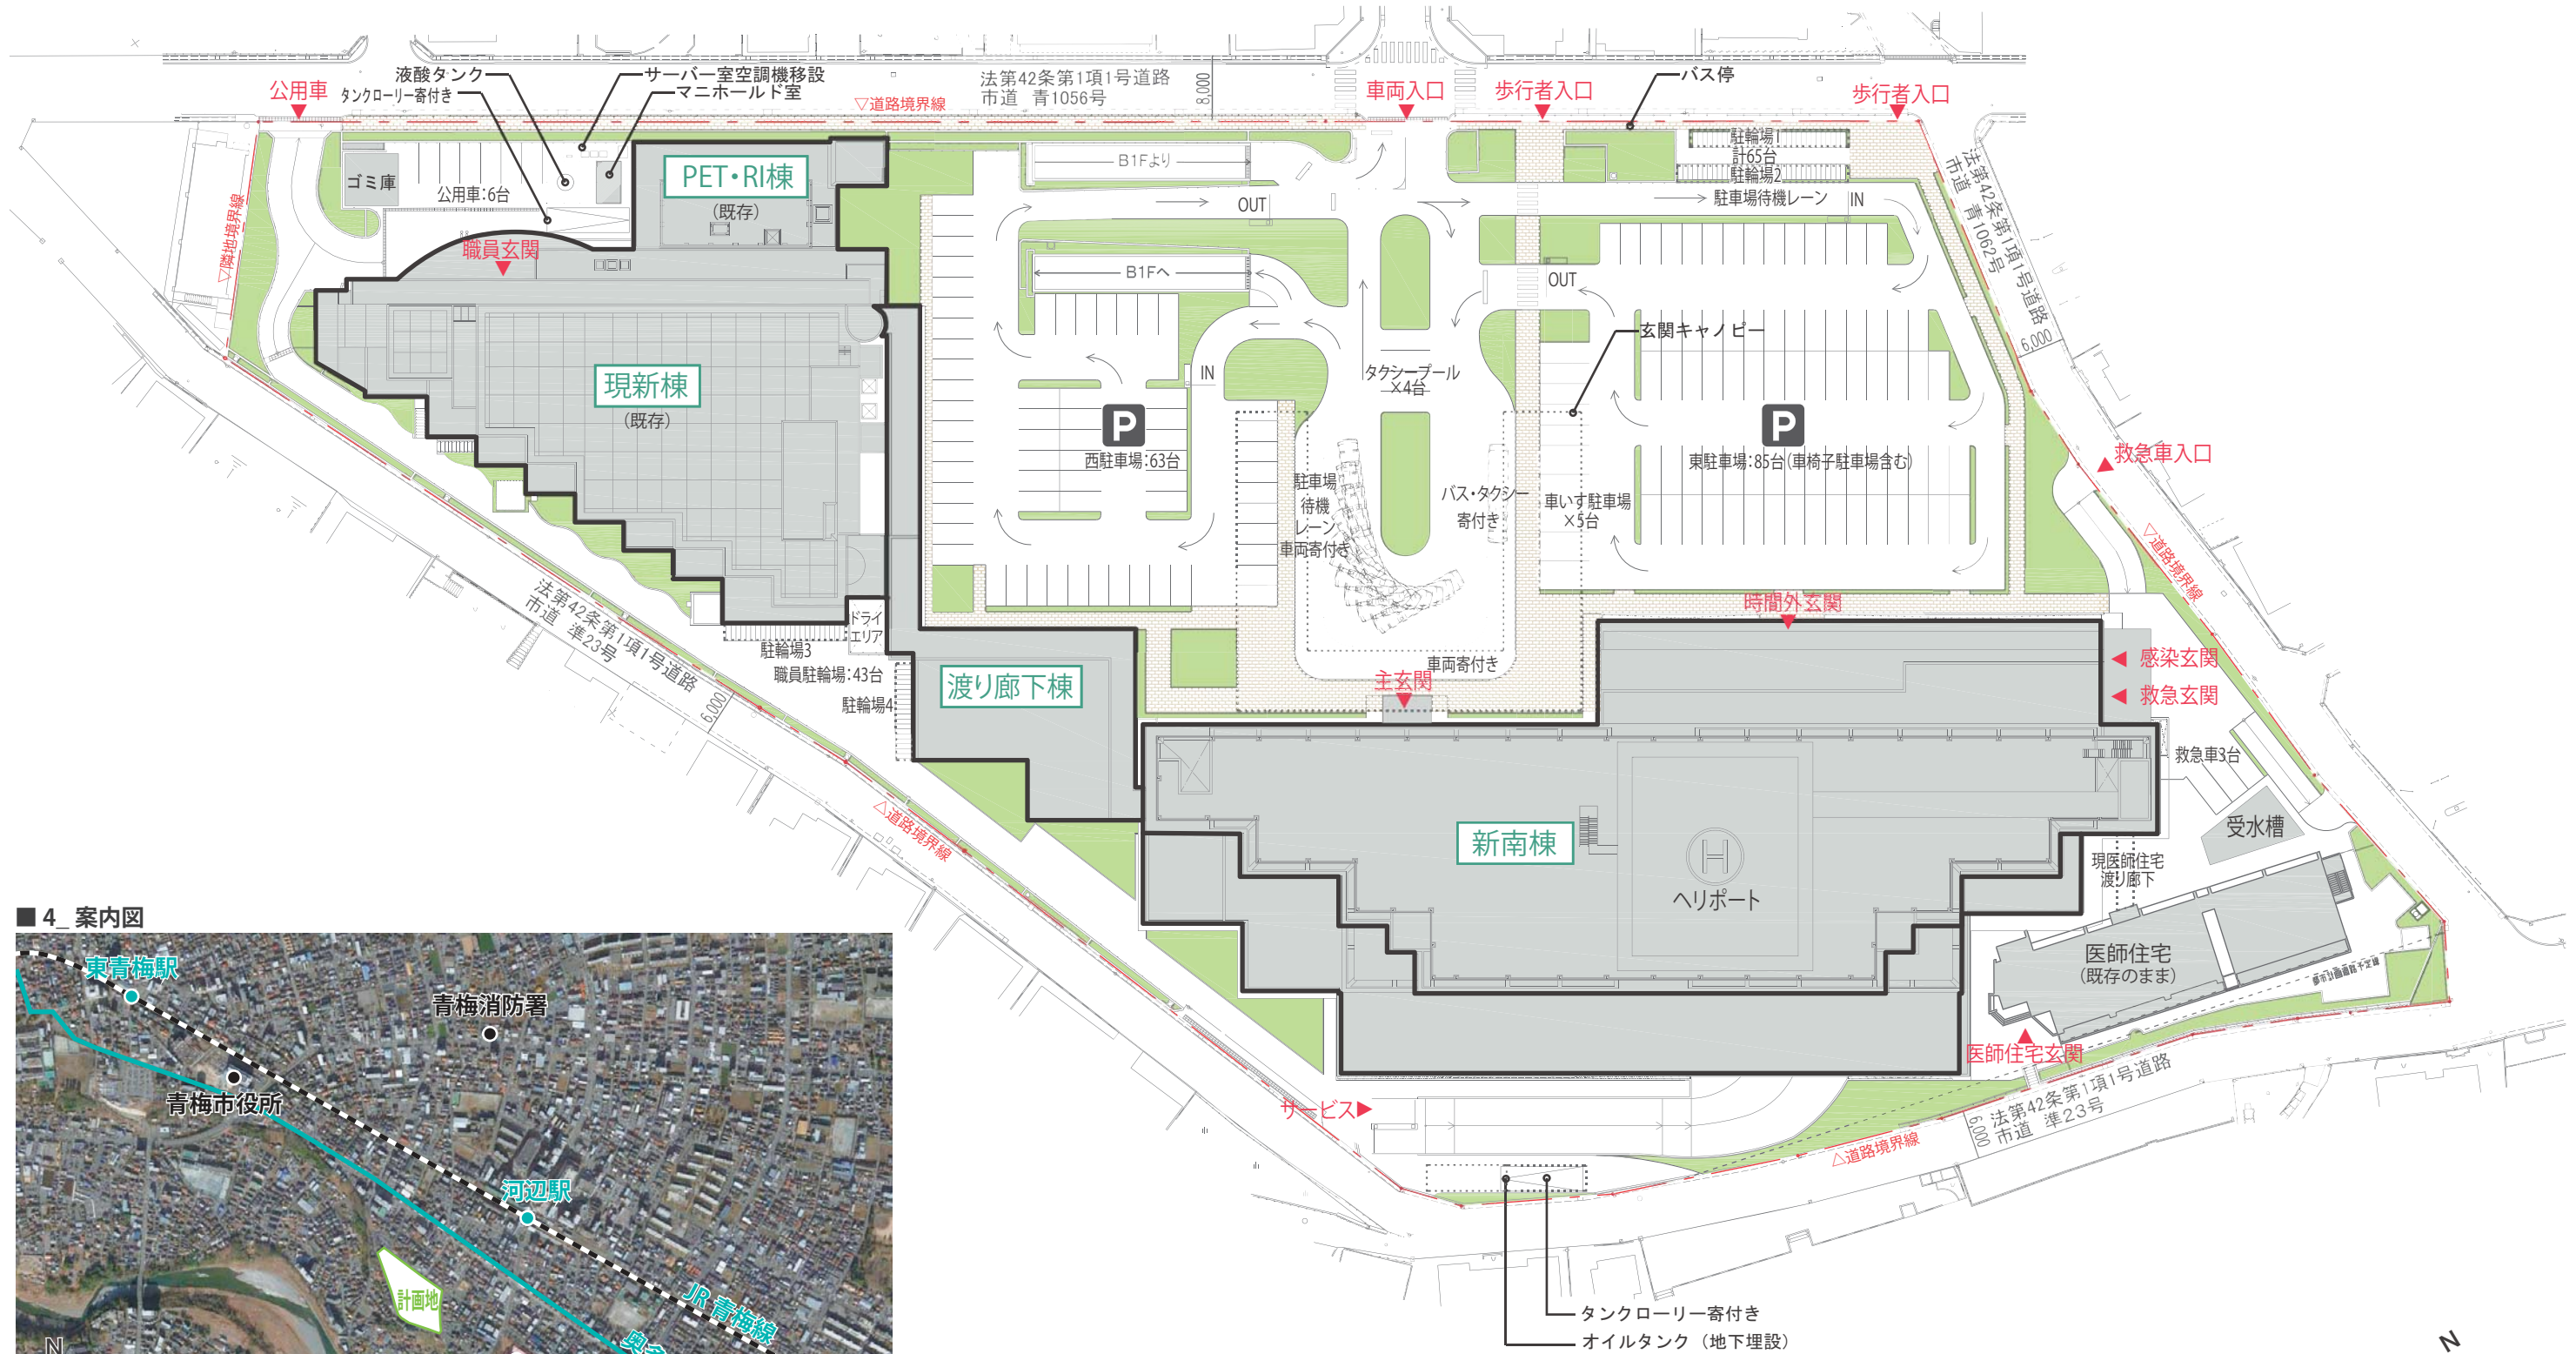 液酸タンク
サーバー室空調機移設
タンクローリー寄付き
マニホールド室
公用車
▽道路境界線
法第42条第1項1号道路
市道 青1056号
8,000
車両入口
歩行者入口
バス停
歩行者入口
PET・RI棟
(既存)
ゴミ庫
公用車：6台
B1Fより
駐輪場1
計65台
駐輪場2
OUT
駐車場待機レーン
IN
法第42条第1項1号道路
市道 青1062号
6,000
▽隣地境界線
職員玄関
B1Fへ
OUT
玄関キャノピー
現新棟
(既存)
IN
タクシープール
×4台
P
西駐車場：63台
P
東駐車場：85台(車椅子駐車場含む)
救急車入口
駐車場
待機
レーン
車両寄付き
バス・タクシー
寄付き
車いす駐車場
×5台
△道路境界線
法第42条第1項1号道路
市道 準23号
6,000
ドライ
エリア
駐輪場3
職員駐輪場：43台
駐輪場4
渡り廊下棟
時間外玄関
車両寄付き
主玄関
感染玄関
救急玄関
救急車3台
受水槽
△道路境界線
新南棟
H
ヘリポート
現医師住宅
渡り廊下
医師住宅
(既存のまま)
医師住宅玄関
法第42条第1項1号道路
市道 準23号
6,000
△道路境界線
サービス
タンクローリー寄付き
オイルタンク（地下埋設）
N
■ 4_ 案内図
東青梅駅
青梅消防署
青梅市役所
河辺駅
計画地
JR 青梅線
奥多
N